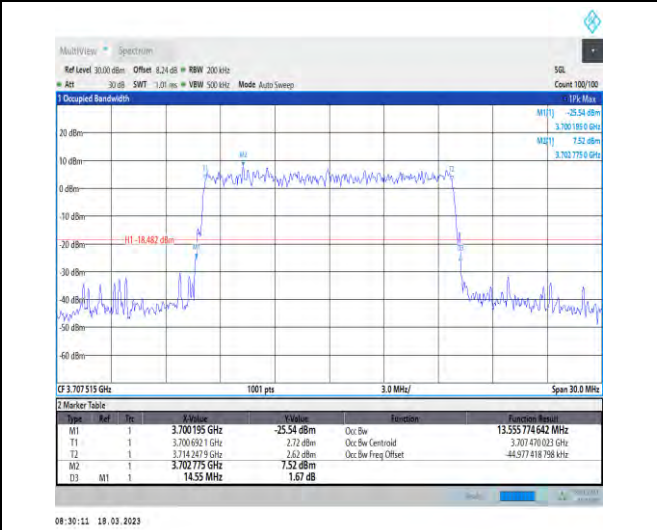 MultiView Spectrum
Ref Level 30.00 dBm Offset 8.24 dB RBW 200 kHz SGL
Att 30 dB SWT 1.01 ms VBW 500 kHz Mode Auto Sweep Count 100/100
1 Occupied Bandwidth 1Pk Max
M1[1] -25.54 dBm
3.700 195 0 GHz
M2[1] 7.52 dBm
3.702 775 0 GHz
20 dBm
M2
T1 T2
10 dBm
0 dBm
-10 dBm
H1 -18.482 dBm
-20 dBm
M1 D3
-30 dBm
-40 dBm
-50 dBm
-60 dBm
CF 3.707 515 GHz 1001 pts 3.0 MHz/ Span 30.0 MHz
2 Marker Table
Type Ref Trc X-Value Y-Value Function Function Result
M1 1 3.700195 GHz -25.54 dBm Occ Bw 13.555 774 642 MHz
T1 1 3.700 692 1 GHz 2.72 dBm Occ Bw Centroid 3.707 470 023 GHz
T2 1 3.714 247 9 GHz 2.62 dBm Occ Bw Freq Offset -44.977 418 798 kHz
M2 1 3.702775 GHz 7.52 dBm
D3 M1 1 14.55 MHz 1.67 dB
08:30:11 18.03.2023